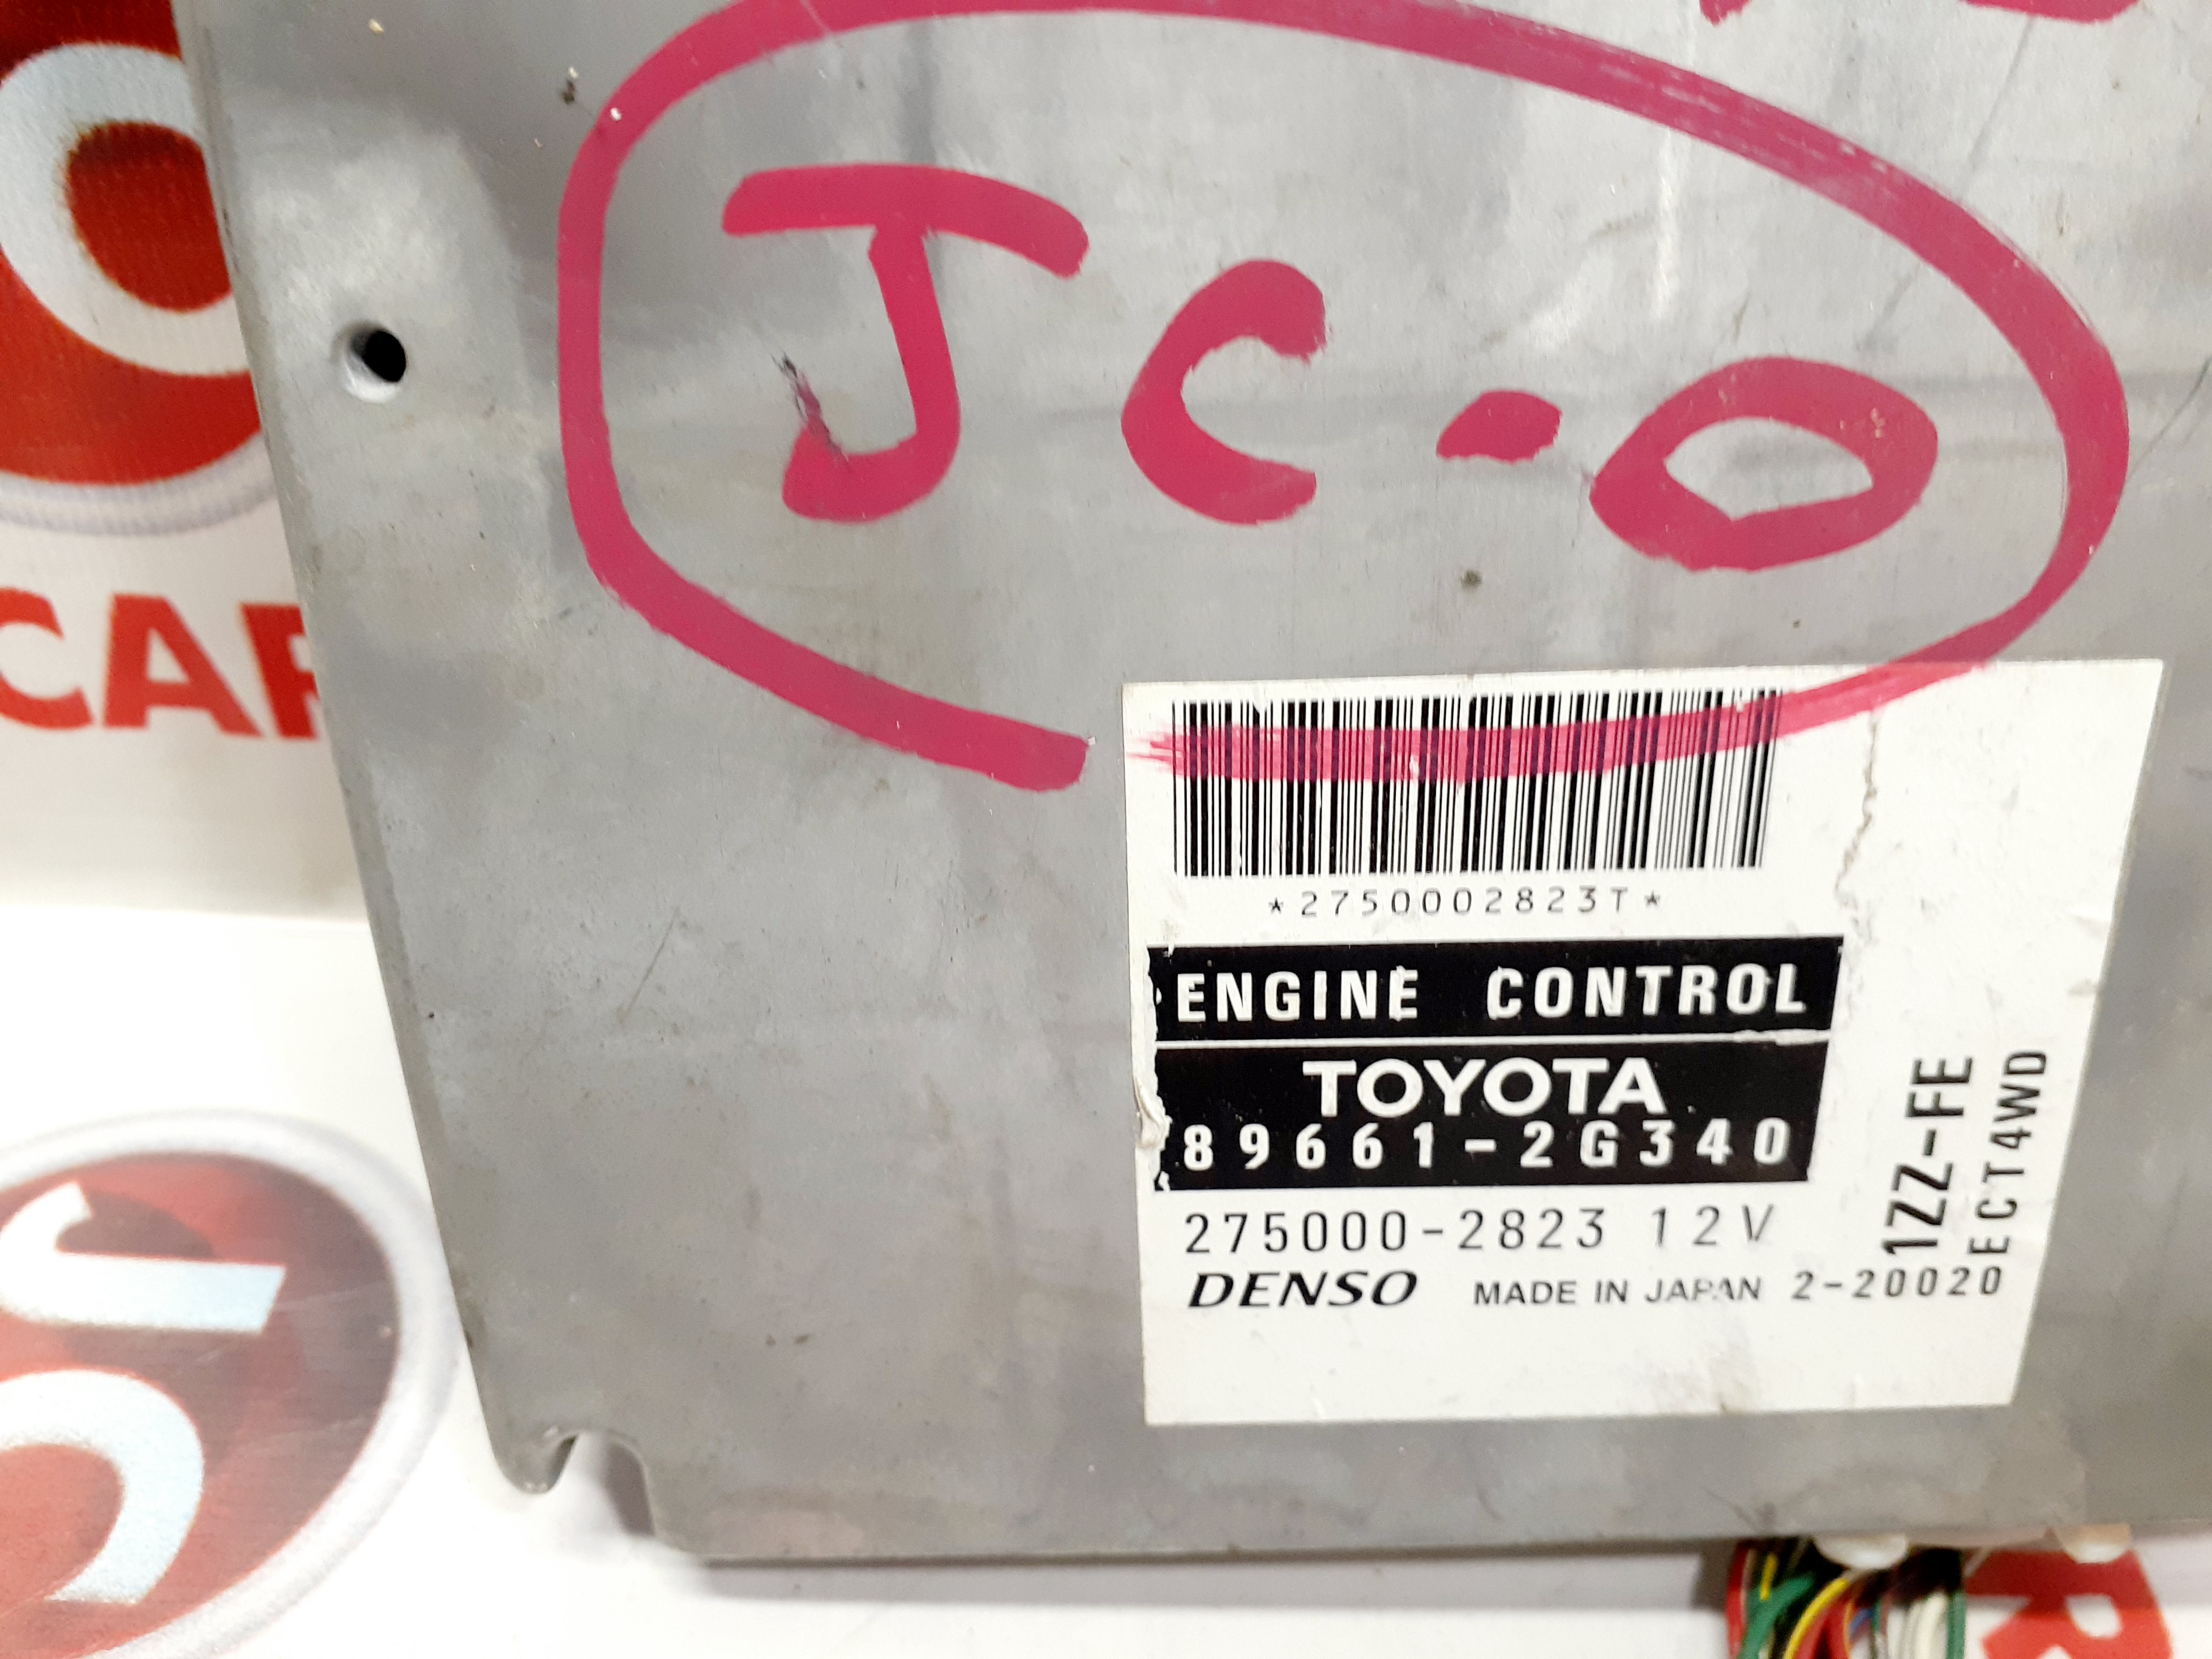 JC-0
CAR
*2750002823T*
ENGINE CONTROL
TOYOTA
89661-2G340
275000-2823 12V
DENSO MADE IN JAPAN 2-20020
1ZZ-FE
ECT4WD